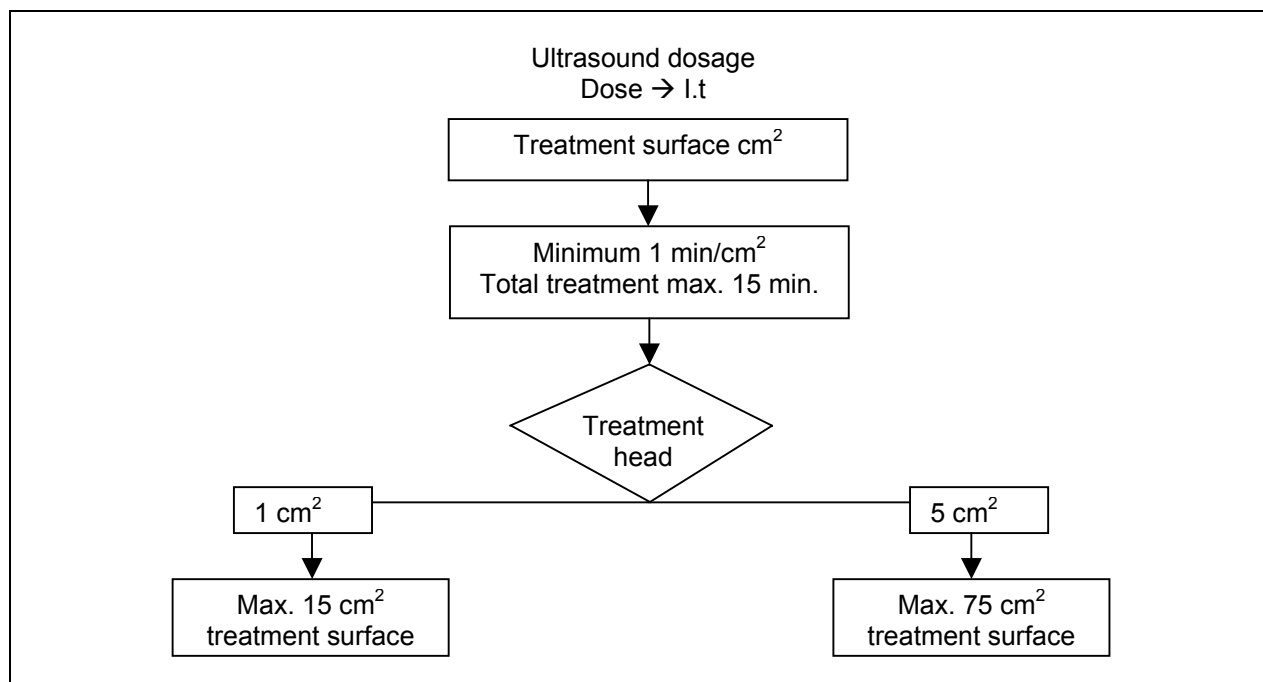 Ultrasound dosage
Dose → I.t
Treatment surface cm²
Minimum 1 min/cm²
Total treatment max. 15 min.
Treatment
head
1 cm²
5 cm²
Max. 15 cm²
treatment surface
Max. 75 cm²
treatment surface